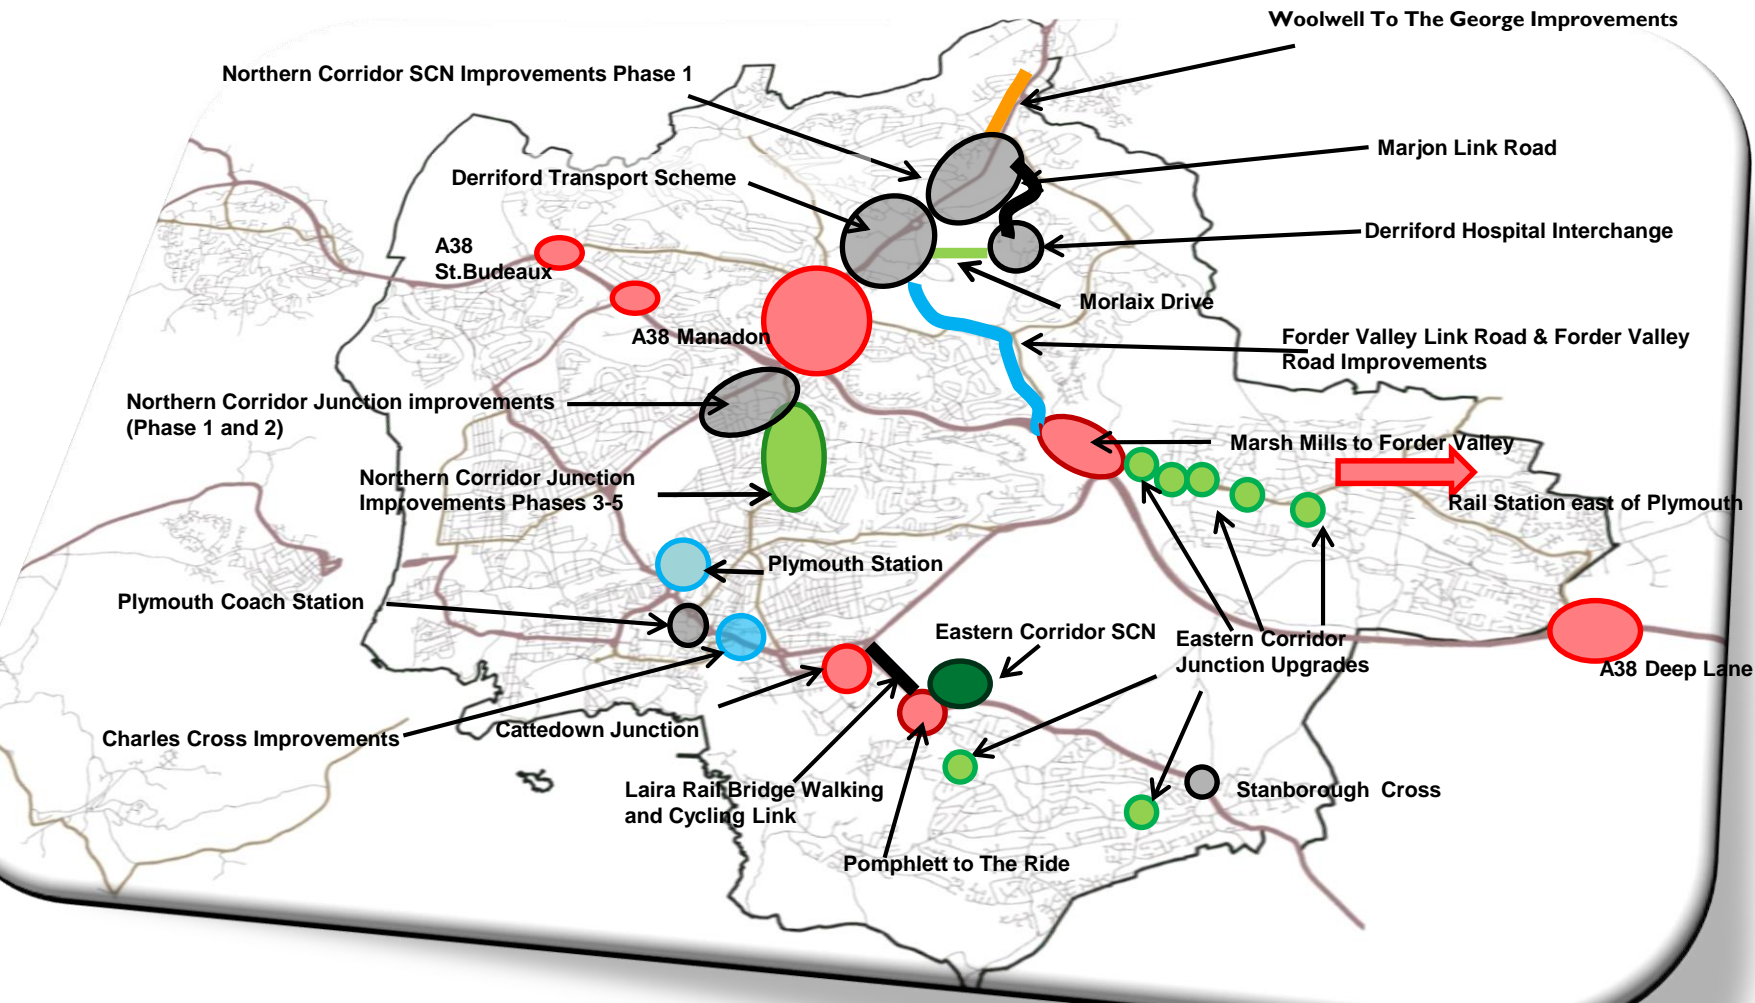 Woolwell To The George Improvements
Northern Corridor SCN Improvements Phase 1
Marjon Link Road
Derriford Transport Scheme
Derriford Hospital Interchange
A38
St.Budeaux
Morlaix Drive
A38 Manadon
Forder Valley Link Road & Forder Valley
Road Improvements
Northern Corridor Junction improvements
(Phase 1 and 2)
Marsh Mills to Forder Valley
Northern Corridor Junction
Improvements Phases 3-5
Rail Station east of Plymouth
Plymouth Station
Plymouth Coach Station
Eastern Corridor SCN
Eastern Corridor
Junction Upgrades
A38 Deep Lane
Cattedown Junction
Charles Cross Improvements
Laira Rail Bridge Walking
and Cycling Link
Stanborough  Cross
Pomphlett to The Ride